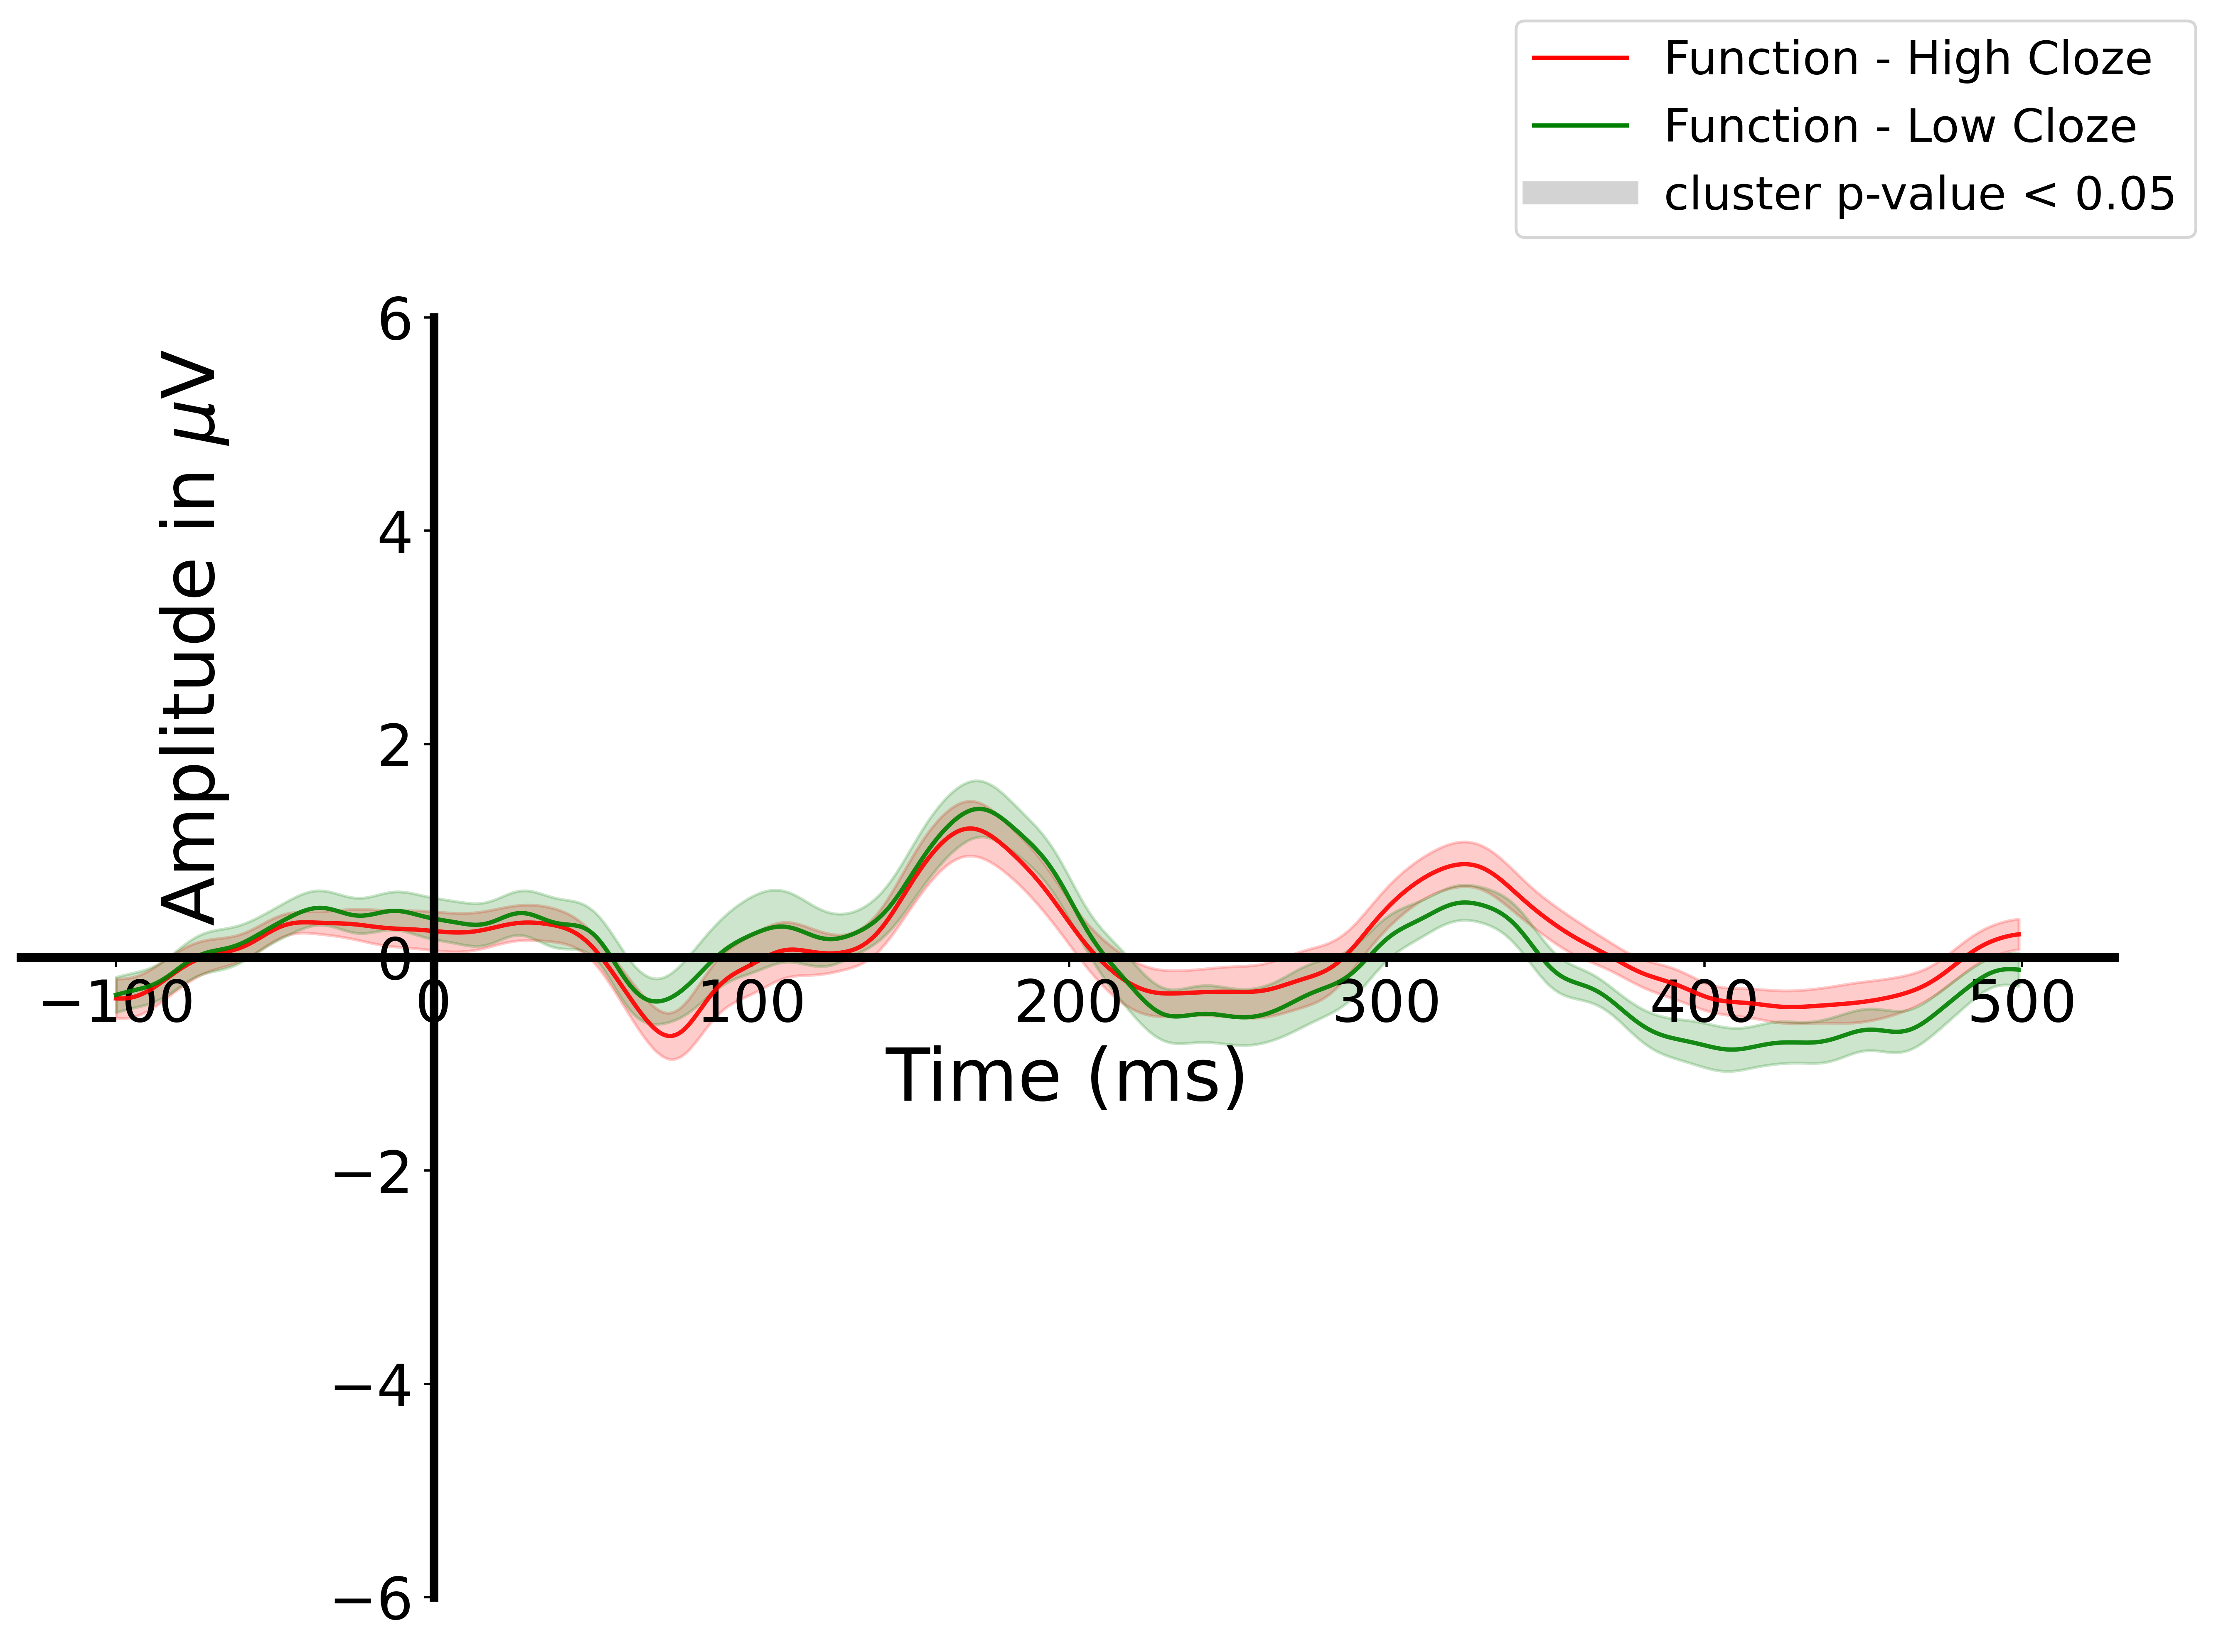 Function - High Cloze
Function - Low Cloze
cluster p-value < 0.05
6
4
2
0
−2
−4
−6
Amplitude in µV
−100
0
100
200
300
400
500
Time (ms)